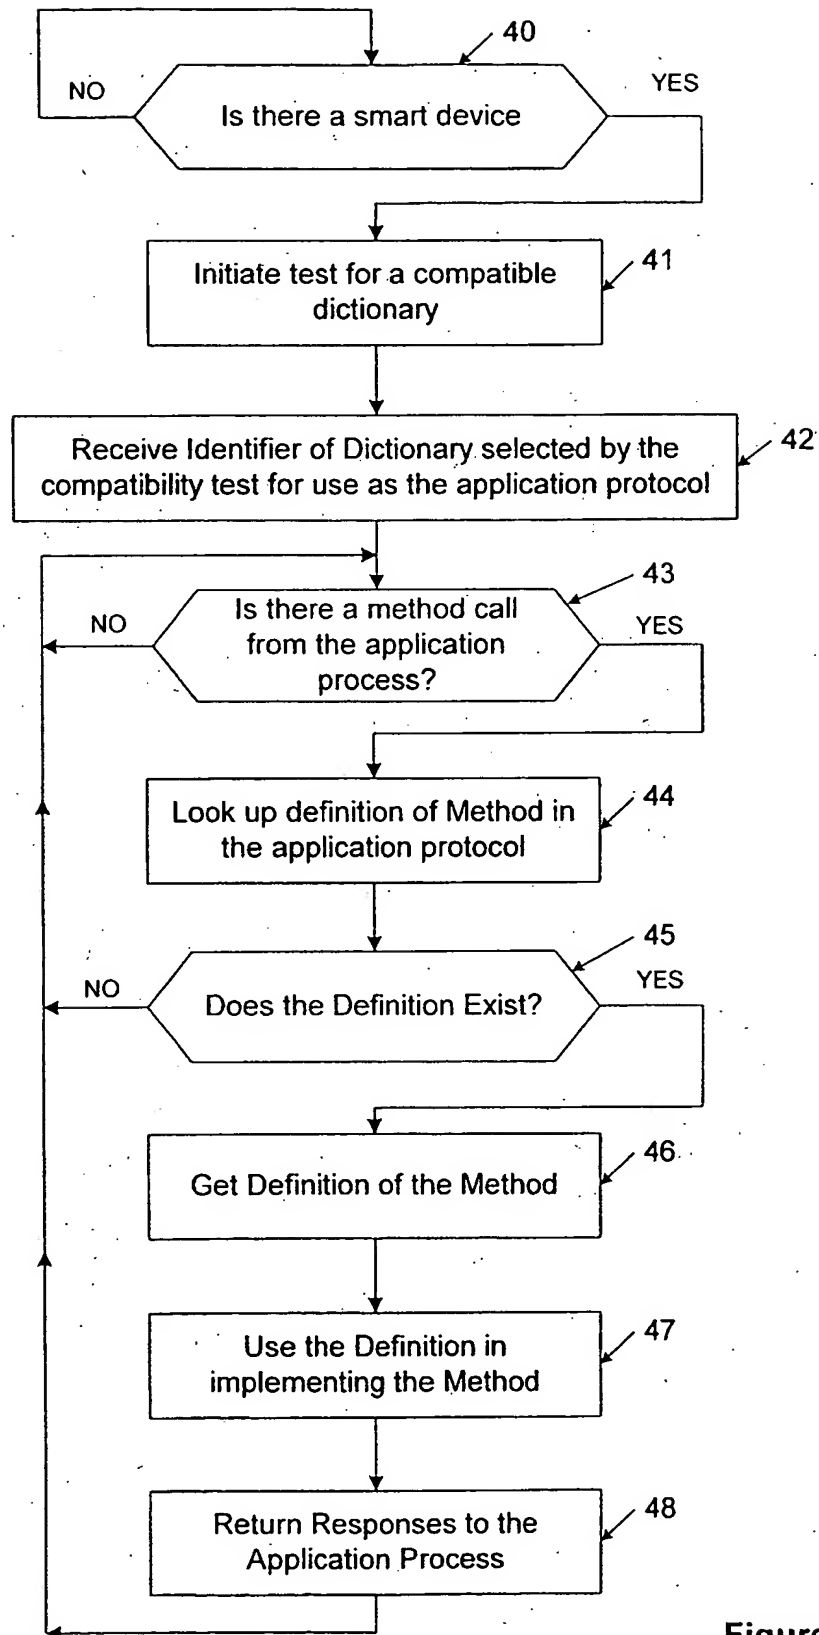 40
NO
YES
Is there a smart device
41
Initiate test for a compatible
dictionary
42
Receive Identifier of Dictionary selected by the
compatibility test for use as the application protocol
43
NO
YES
Is there a method call
from the application
process?
44
Look up definition of Method in
the application protocol
45
NO
YES
Does the Definition Exist?
46
Get Definition of the Method
47
Use the Definition in
implementing the Method
48
Return Responses to the
Application Process
Figure